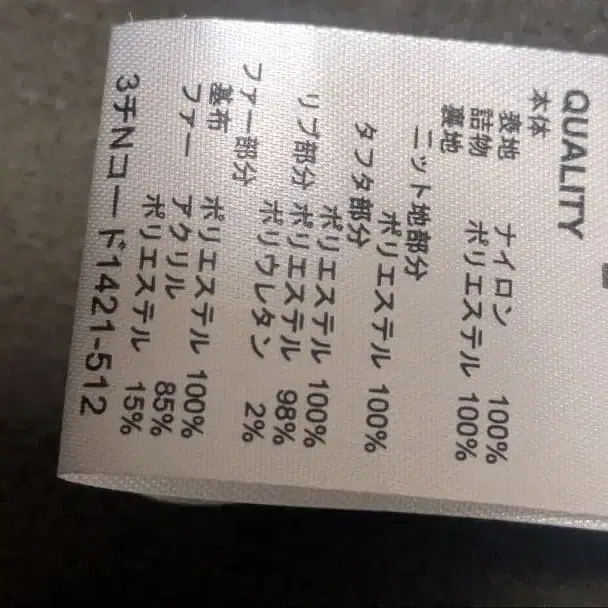 QUALITY
本体
表地 ナイロン 100%
詰物 ポリエステル 100%
裏地
ニット地部分
ポリエステル 100%
タフタ部分
ポリエステル 100%
リブ部分 ポリエステル 98%
ポリウレタン 2%
ファー部分
基布 ポリエステル 100%
ファー アクリル 85%
ポリエステル 15%
3チNコード1421-512